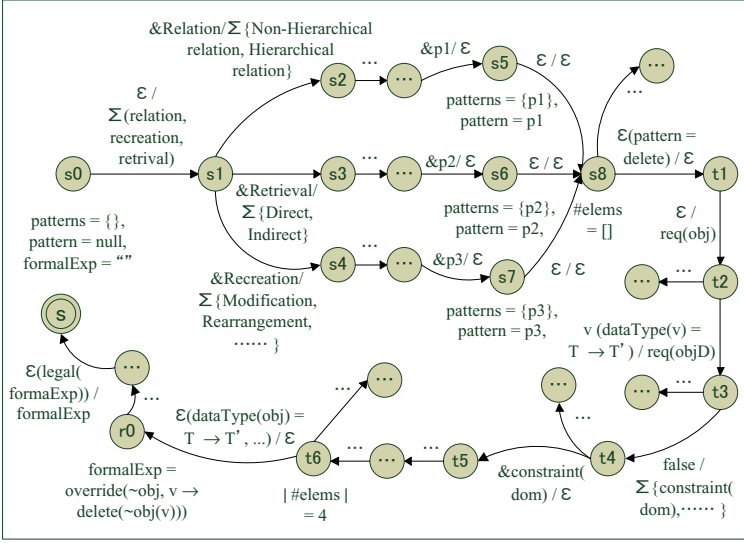 &Relation/Σ{Non-Hierarchical
relation, Hierarchical
relation}
ε /
Σ(relation,
recreation,
retrival)
s0
s1
s2
...
...
&p1/ε
s5
ε / ε
patterns = {p1},
pattern = p1
...
...
s3
...
...
&p2/ε
s6
ε / ε
s8
ε(pattern =
delete) / ε
t1
&Retrieval/
Σ{Direct,
Indirect}
patterns = {p2},
pattern = p2,
#elems
= []
patterns = {},
pattern = null,
formalExp = “”
s4
...
...
&p3/ε
s7
ε / ε
ε /
req(obj)
&Recreation/
Σ{Modification,
Rearrangement,
…… }
patterns = {p3},
pattern = p3,
...
...
t2
v (dataType(v) =
T → T’) / req(objD)
s
ε(legal(
formaExp)) /
formalExp
...
...
r0
ε(dataType(obj) =
T → T’, ...) / ε
...
...
...
...
...
...
t3
t6
...
...
...
t5
&constraint(
dom) / ε
t4
false /
Σ{constraint(
dom),…… }
formalExp =
override(~obj, v →
delete(~obj(v)))
| #elems |
= 4